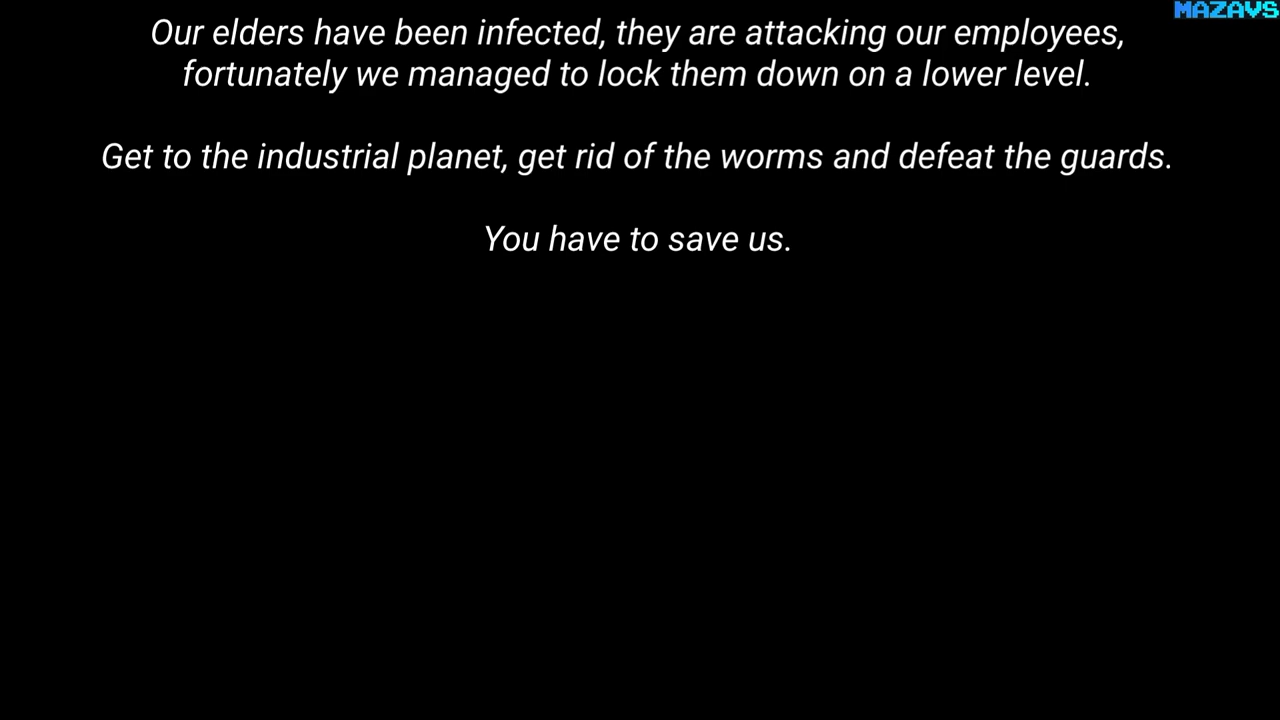 MAZAVS
Our elders have been infected, they are attacking our employees,
fortunately we managed to lock them down on a lower level.
Get to the industrial planet, get rid of the worms and defeat the guards.
You have to save us.